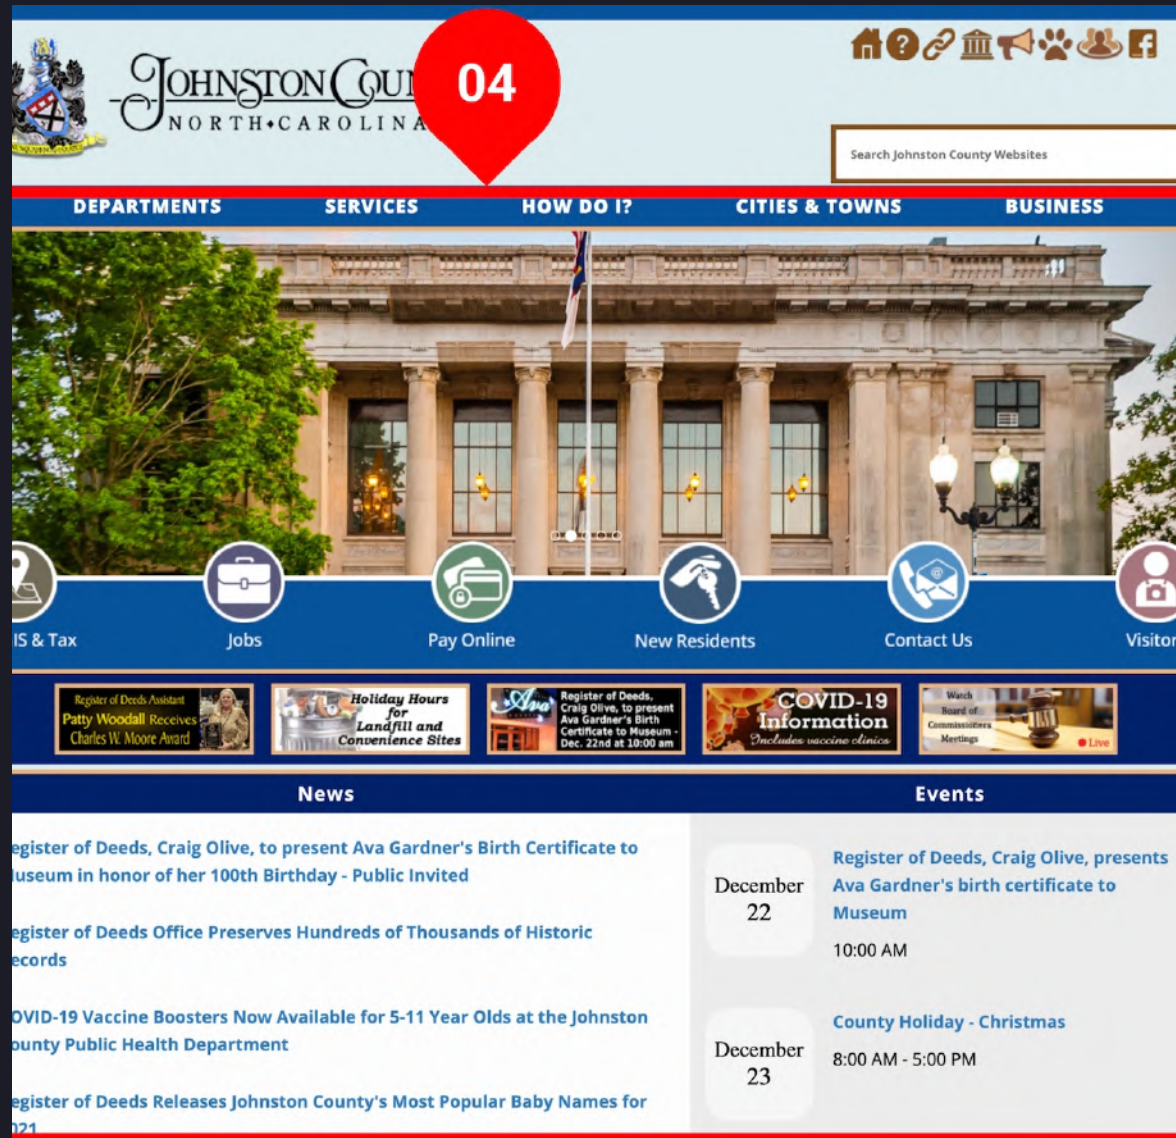 JOHNSTON COU
NORTH•CAROLINA
04
Search Johnston County Websites
DEPARTMENTS SERVICES HOW DO I? CITIES & TOWNS BUSINESS
IS & Tax Jobs Pay Online New Residents Contact Us Visitor
Register of Deeds Assistant
Patty Woodall Receives
Charles W. Moore Award
Holiday Hours
for
Landfill and
Convenience Sites
Ava
Register of Deeds,
Craig Olive, to present
Ava Gardner's Birth
Certificate to Museum -
Dec. 22nd at 10:00 am
COVID-19
Information
Includes vaccine clinics
Watch
Board of
Commissioners
Meetings
Live
News
egister of Deeds, Craig Olive, to present Ava Gardner's Birth Certificate to
useum in honor of her 100th Birthday - Public Invited
egister of Deeds Office Preserves Hundreds of Thousands of Historic
ecords
OVID-19 Vaccine Boosters Now Available for 5-11 Year Olds at the Johnston
ounty Public Health Department
egister of Deeds Releases Johnston County's Most Popular Baby Names for
021
Events
December
22
Register of Deeds, Craig Olive, presents
Ava Gardner's birth certificate to
Museum
10:00 AM
December
23
County Holiday - Christmas
8:00 AM - 5:00 PM